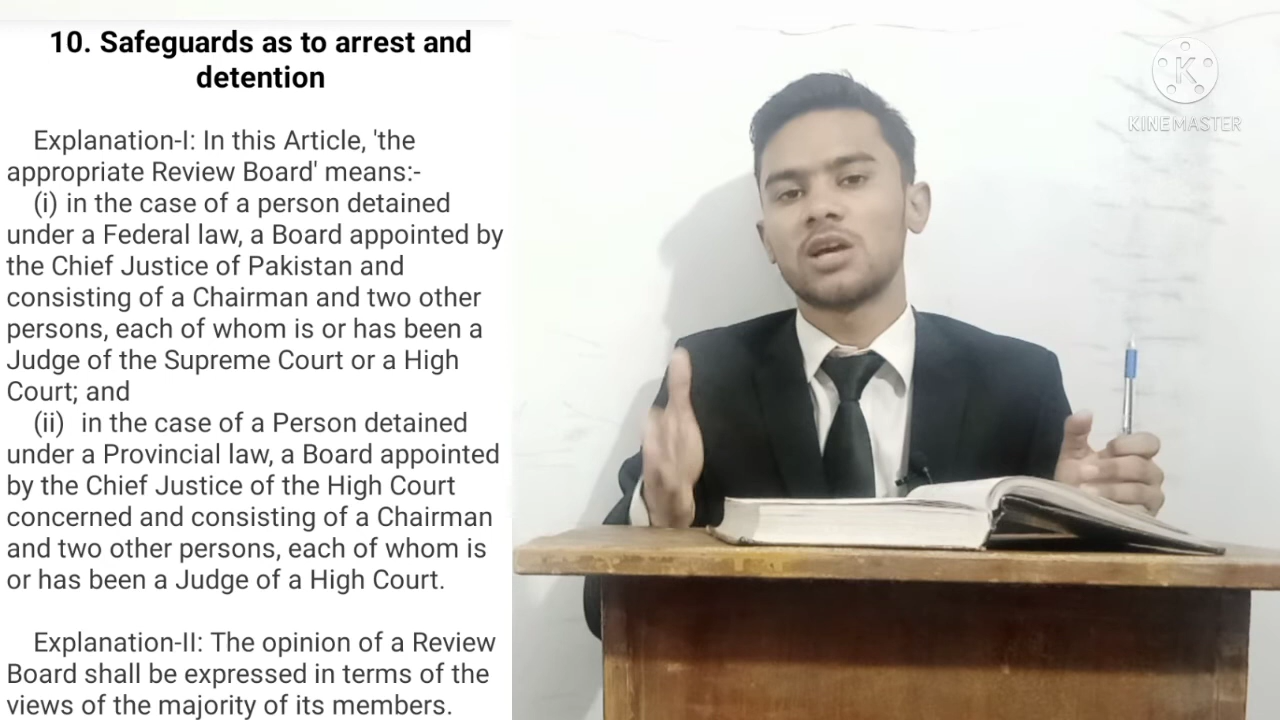 10. Safeguards as to arrest and
detention
Explanation-I: In this Article, 'the
appropriate Review Board' means:-
(i) in the case of a person detained
under a Federal law, a Board appointed by
the Chief Justice of Pakistan and
consisting of a Chairman and two other
persons, each of whom is or has been a
Judge of the Supreme Court or a High
Court; and
(ii) in the case of a Person detained
under a Provincial law, a Board appointed
by the Chief Justice of the High Court
concerned and consisting of a Chairman
and two other persons, each of whom is
or has been a Judge of a High Court.
Explanation-II: The opinion of a Review
Board shall be expressed in terms of the
views of the majority of its members.
K
KINEMASTER